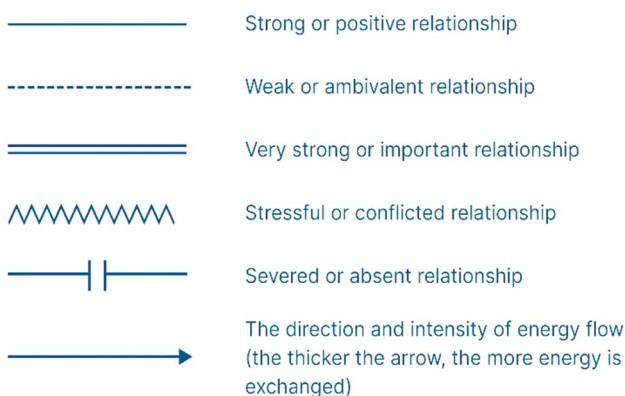 Strong or positive relationship
Weak or ambivalent relationship
Very strong or important relationship
Stressful or conflicted relationship
Severed or absent relationship
The direction and intensity of energy flow
(the thicker the arrow, the more energy is
exchanged)